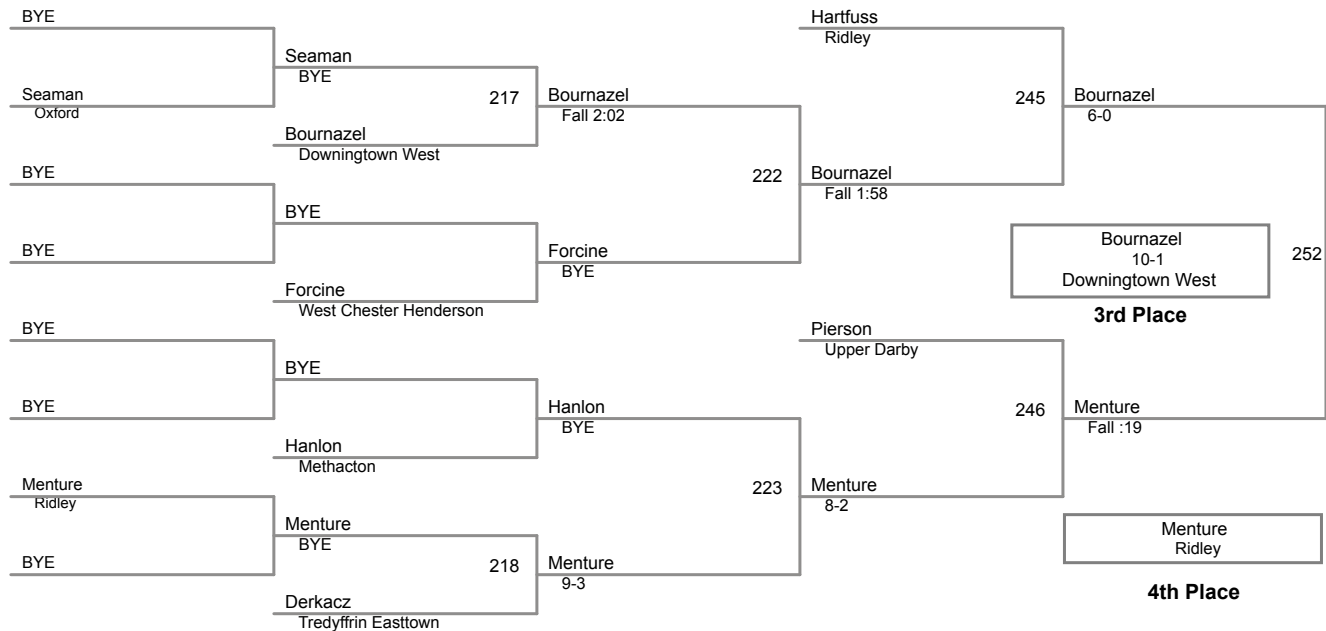 BYE
Seaman
Oxford
BYE
BYE
BYE
BYE
Menture
Ridley
BYE
Seaman
BYE
Bournazel
Downingtown West
BYE
Forcine
West Chester Henderson
BYE
Hanlon
Methacton
Menture
BYE
Derkacz
Tredyffrin Easttown
217
218
Bournazel
Fall 2:02
Forcine
BYE
Hanlon
BYE
Menture
9-3
222
223
Hartfuss
Ridley
Bournazel
Fall 1:58
Pierson
Upper Darby
Menture
8-2
245
246
Bournazel
6-0
Menture
Fall :19
252
Bournazel
10-1
Downingtown West
3rd Place
Menture
Ridley
4th Place